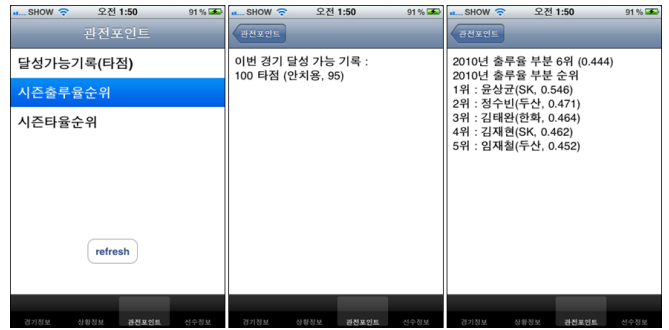 SHOW 오전 1:50 91 %
관전포인트
달성가능기록(타점)
시즌출루율순위
시즌타율순위
refresh
경기정보 상황정보 관전포인트 선수정보
SHOW 오전 1:50 91 %
관전포인트
이번 경기 달성 가능 기록 :
100 타점 (안치용, 95)
경기정보 상황정보 관전포인트 선수정보
SHOW 오전 1:50 91 %
관전포인트
2010년 출루율 부분 6위 (0.444)
2010년 출루율 부분 순위
1위 : 윤상균(SK, 0.546)
2위 : 정수빈(두산, 0.471)
3위 : 김태완(한화, 0.464)
4위 : 김재현(SK, 0.462)
5위 : 임재철(두산, 0.452)
경기정보 상황정보 관전포인트 선수정보